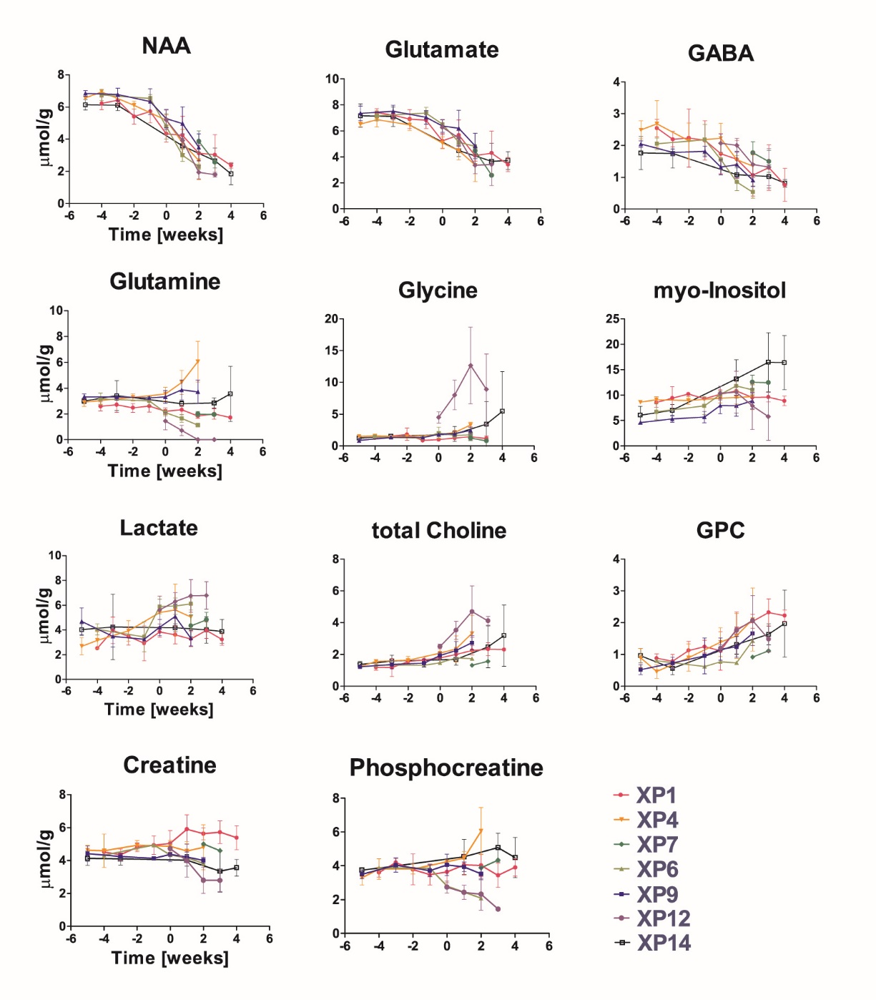 NAA
Glutamate
GABA
8
6
4
2
0
μmol/g
-6 -4 -2 0 2 4 6
Time [weeks]
10
8
6
4
2
0
-6 -4 -2 0 2 4 6
4
3
2
1
0
-6 -4 -2 0 2 4 6
Glutamine
Glycine
myo-Inositol
10
8
6
4
2
0
μmol/g
-6 -4 -2 0 2 4 6
Time [weeks]
20
15
10
5
0
-6 -4 -2 0 2 4 6
25
20
15
10
5
0
-6 -4 -2 0 2 4 6
Lactate
total Choline
GPC
10
8
6
4
2
0
μmol/g
-6 -4 -2 0 2 4 6
Time [weeks]
8
6
4
2
0
-6 -4 -2 0 2 4 6
4
3
2
1
0
-6 -4 -2 0 2 4 6
Creatine
Phosphocreatine
8
6
4
2
0
μmol/g
-6 -4 -2 0 2 4 6
Time [weeks]
8
6
4
2
0
-6 -4 -2 0 2 4 6
XP1
XP4
XP7
XP6
XP9
XP12
XP14